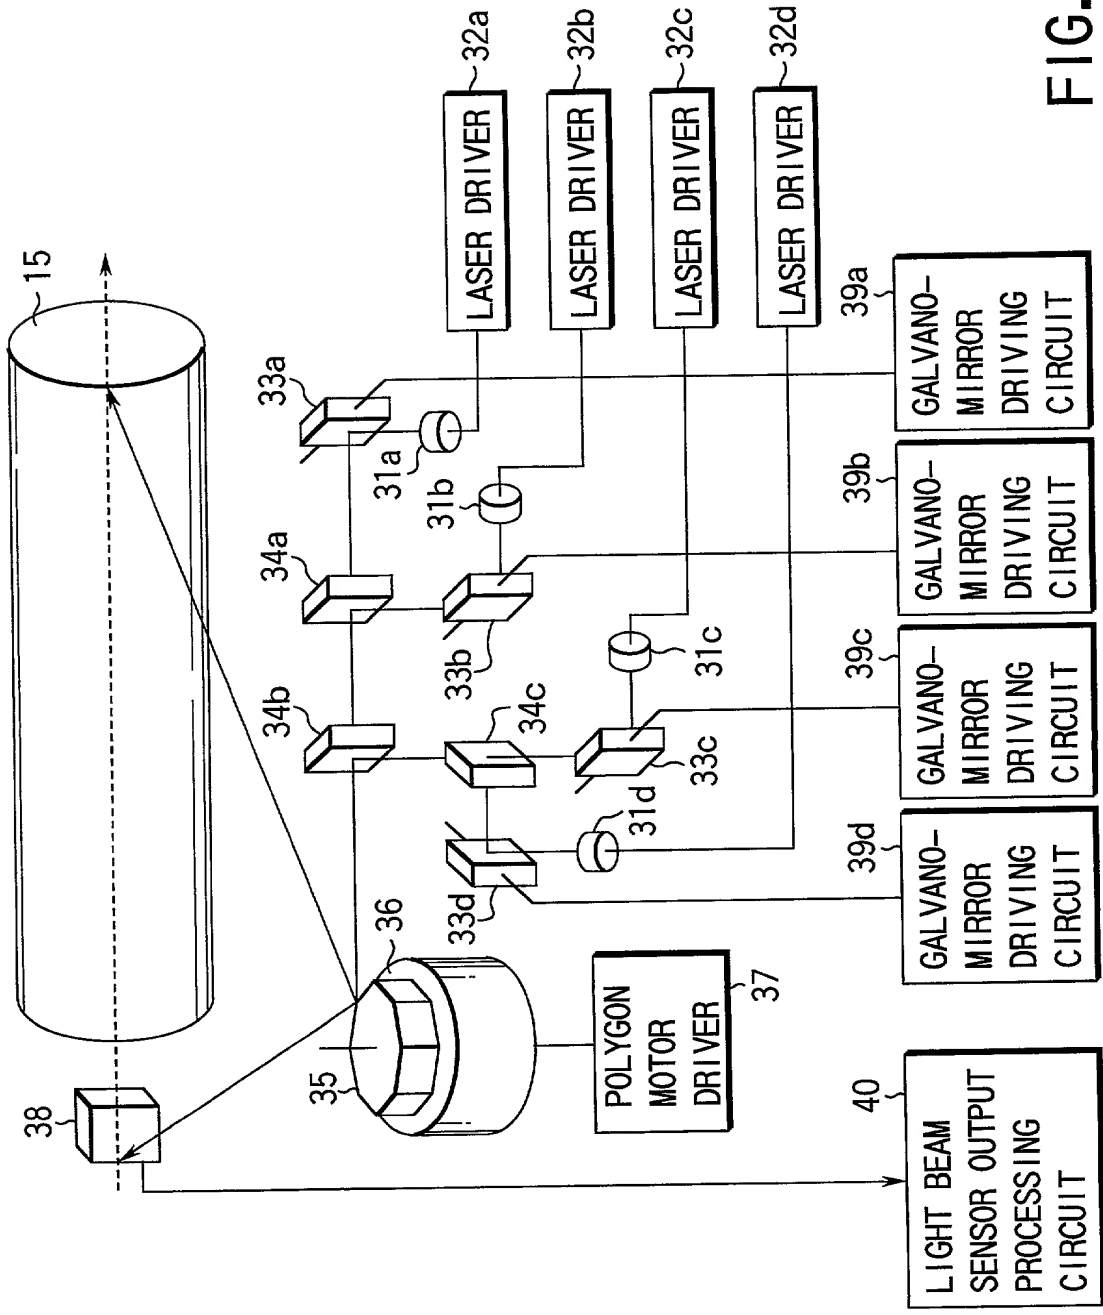 38
15
35
36
POLYGON
MOTOR
DRIVER
37
34b
34a
33a
31a
31b
33b
34c
33d
31d
33c
31c
LASER DRIVER
32a
LASER DRIVER
32b
LASER DRIVER
32c
LASER DRIVER
32d
40
LIGHT BEAM
SENSOR OUTPUT
PROCESSING
CIRCUIT
39d
GALVANO-
MIRROR
DRIVING
CIRCUIT
39c
GALVANO-
MIRROR
DRIVING
CIRCUIT
39b
GALVANO-
MIRROR
DRIVING
CIRCUIT
39a
GALVANO-
MIRROR
DRIVING
CIRCUIT
FIG.